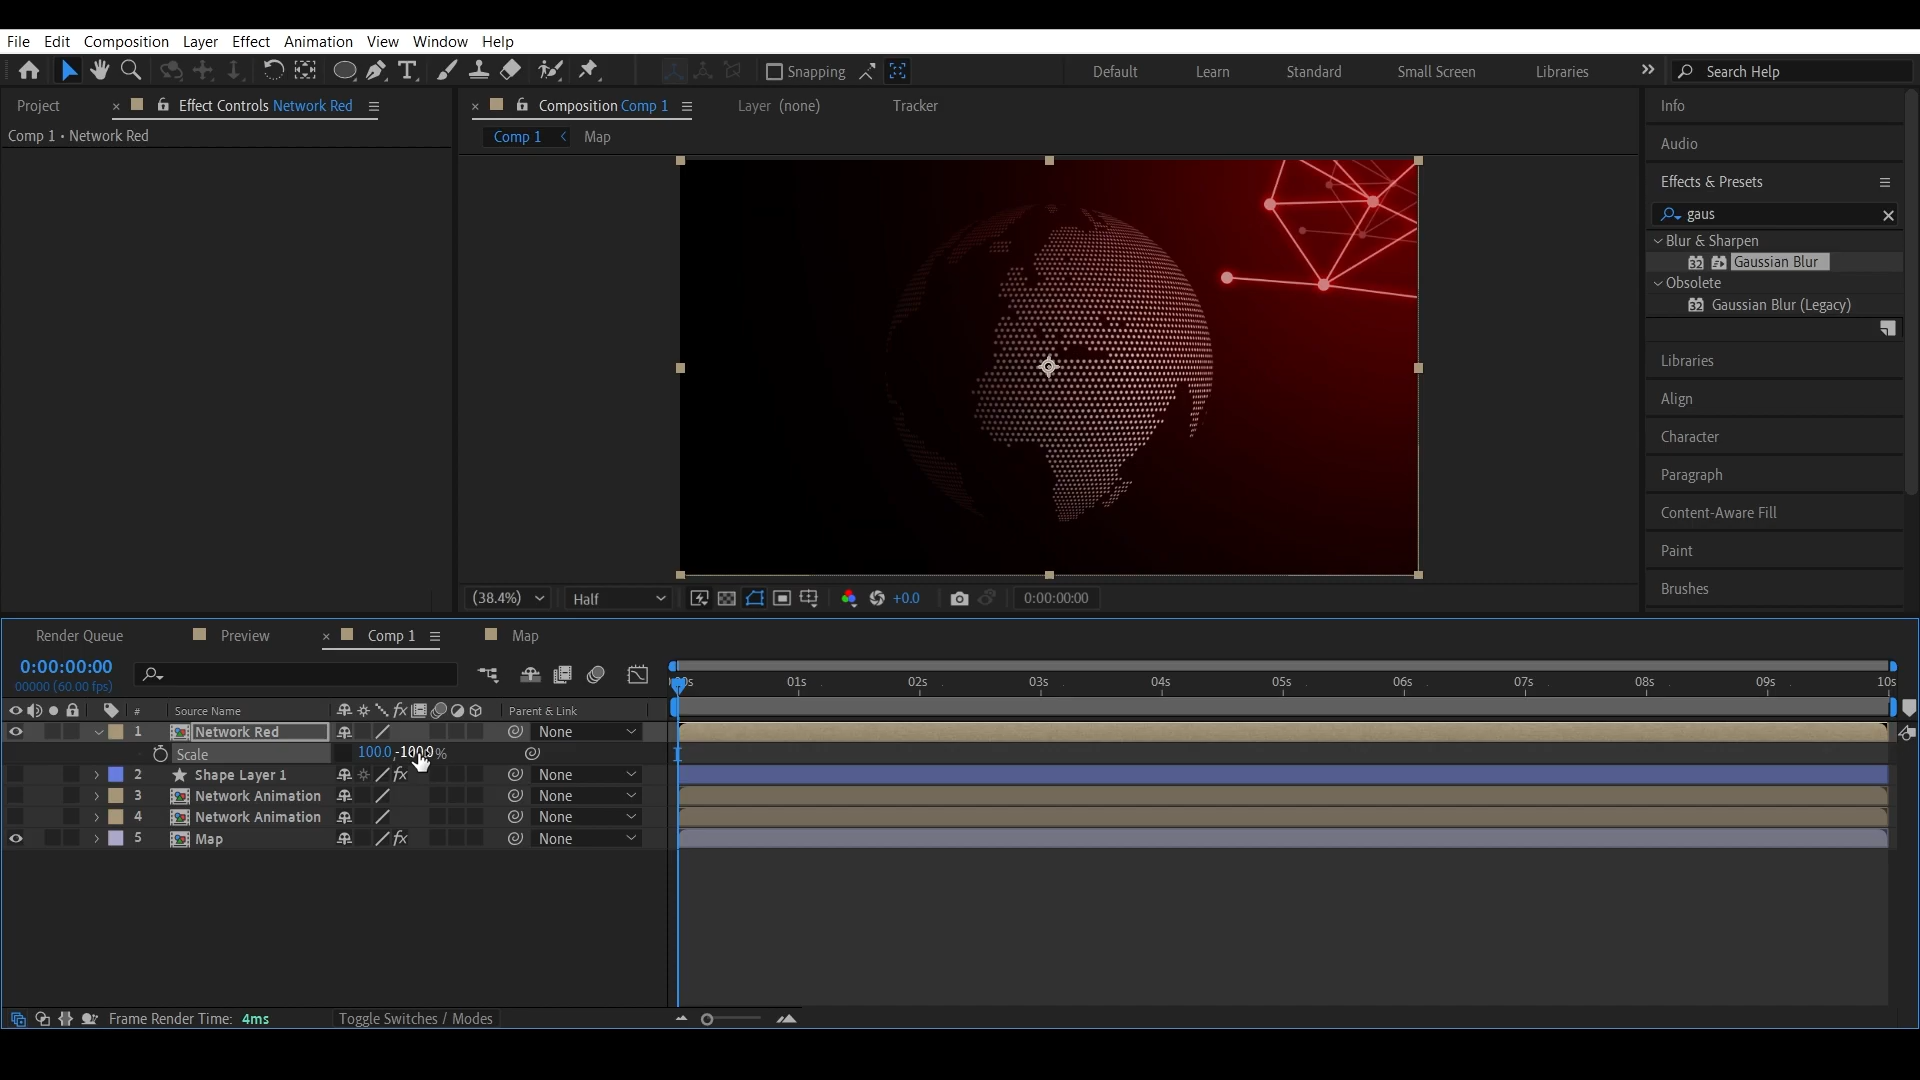 File Edit Composition Layer Effect Animation View Window Help
Snapping Default Learn Standard Small Screen Libraries Search Help
Project Effect Controls Network Red Composition Comp 1 Layer (none) Tracker Info
Comp 1 • Network Red Comp 1 Map
Audio
Effects & Presets
gaus
Blur & Sharpen
32 Gaussian Blur
Obsolete
32 Gaussian Blur (Legacy)
Libraries
Align
Character
Paragraph
Content-Aware Fill
Paint
Brushes
(38.4%) Half +0.0 0:00:00:00
Render Queue Preview Comp 1 Map
0:00:00:00
00000 (60.00 fps)
01s 02s 03s 04s 05s 06s 07s 08s 09s 10s
# Source Name fx Parent & Link
1 Network Red None
Scale 100.0, %
2 Shape Layer 1 fx None
3 Network Animation None
4 Network Animation None
5 Map fx None
Frame Render Time: 4ms Toggle Switches / Modes